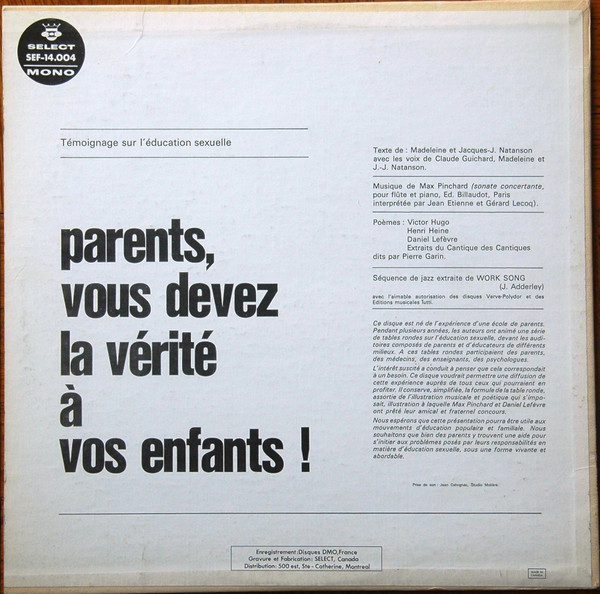 SELECT
SEF-14.004
MONO
Témoignage sur l'éducation sexuelle
parents,
vous devez
la vérité
à
vos enfants !
Texte de : Madeleine et Jacques-J. Natanson
avec les voix de Claude Guichard, Madeleine et
J.-J. Natanson.
Musique de Max Pinchard (sonate concertante,
pour flûte et piano, Ed. Billaudot, Paris
interprétée par Jean Etienne et Gérard Lecoq).
Poèmes : Victor Hugo
Henri Heine
Daniel Lefèvre
Extraits du Cantique des Cantiques
dits par Pierre Garin.
Séquence de jazz extraite de WORK SONG
(J. Adderley)
avec l'aimable autorisation des disques Verve-Polydor et des
Editions musicales Tutti.
Ce disque est né de l'expérience d'une école de parents.
Pendant plusieurs années, les auteurs ont animé une série
de tables rondes sur l'éducation sexuelle, devant les audi-
toires composés de parents et d'éducateurs de différents
milieux. A ces tables rondes participaient des parents,
des médecins, des enseignants, des psychologues.
L'intérêt suscité a conduit à penser que cela correspondait
à un besoin. Ce disque voudrait permettre une diffusion de
cette expérience auprès de tous ceux qui pourraient en
profiter. Il conserve, simplifiée, la formule de la table ronde,
assortie de l'illustration musicale et poétique qui s'impo-
sait, illustration à laquelle Max Pinchard et Daniel Lefèvre
ont prêté leur amical et fraternel concours.
Nous espérons que cette présentation pourra être utile aux
mouvements d'éducation populaire et familiale. Nous
souhaitons que bien des parents y trouvent une aide pour
s'initier aux problèmes posés par leurs responsabilités en
matière d'éducation sexuelle, sous une forme vivante et
abordable.
Prise de son : Jean
Studio
Enregistrement:Disques DMO,France
Gravure et Fabrication: SELECT, Canada
Distribution: 500 est, Ste - Catherine, Montreal